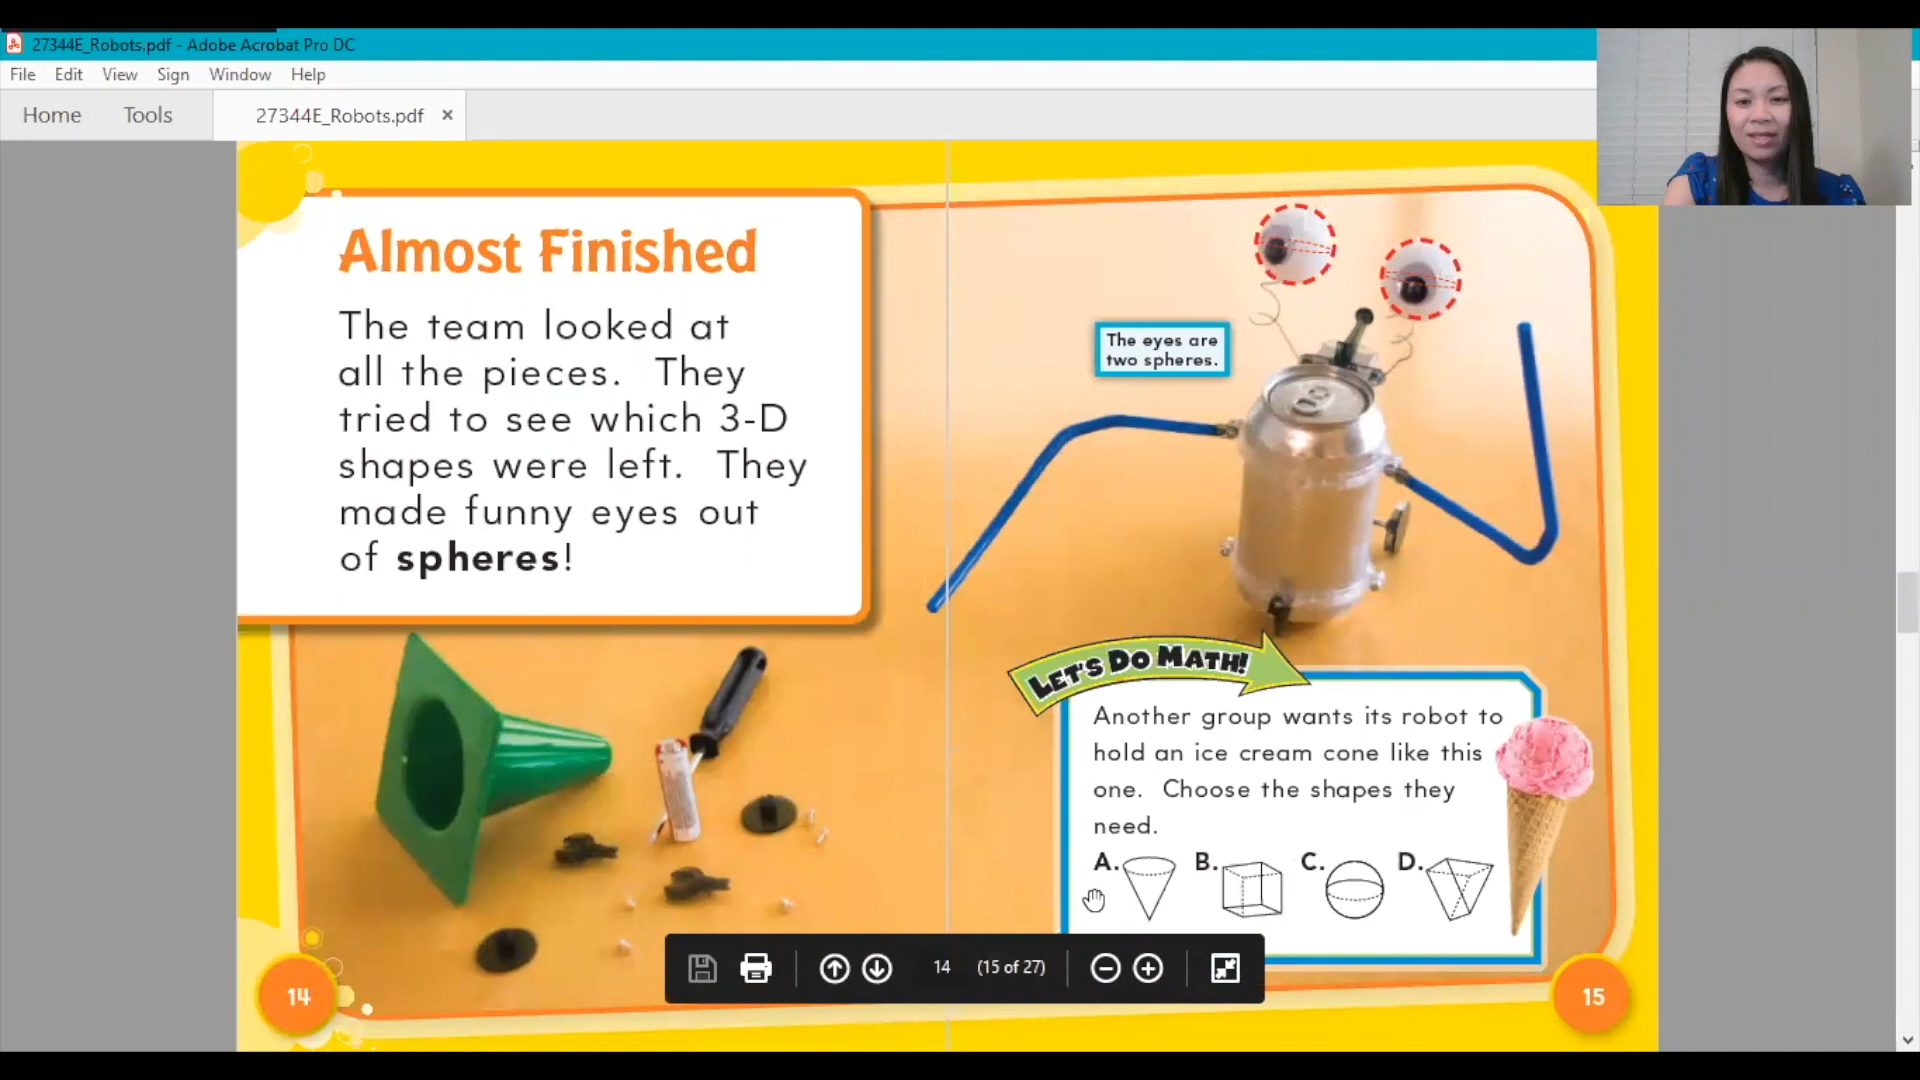 27344E_Robots.pdf - Adobe Acrobat Pro DC
File Edit View Sign Window Help
Home Tools 27344E_Robots.pdf ×
Almost Finished
The team looked at
all the pieces. They
tried to see which 3-D
shapes were left. They
made funny eyes out
of spheres!
The eyes are
two spheres.
LET'S DO MATH!
Another group wants its robot to
hold an ice cream cone like this
one. Choose the shapes they
need.
A. B. C. D.
14 (15 of 27)
14
15